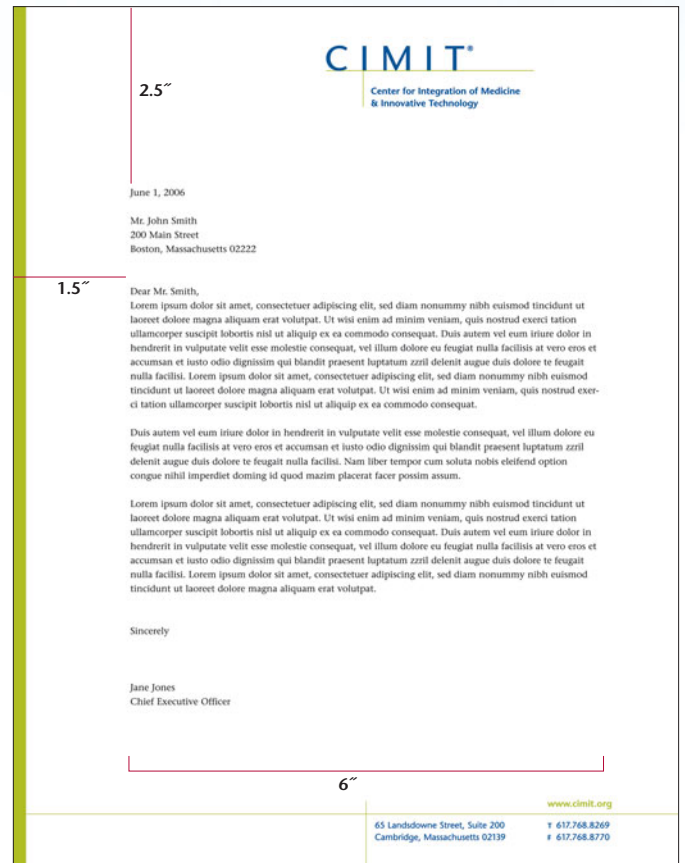 CIMIT®
Center for Integration of Medicine
& Innovative Technology
2.5″
June 1, 2006
Mr. John Smith
200 Main Street
Boston, Massachusetts 02222
1.5″
Dear Mr. Smith,
Lorem ipsum dolor sit amet, consectetuer adipiscing elit, sed diam nonummy nibh euismod tincidunt ut
laoreet dolore magna aliquam erat volutpat. Ut wisi enim ad minim veniam, quis nostrud exerci tation
ullamcorper suscipit lobortis nisl ut aliquip ex ea commodo consequat. Duis autem vel eum iriure dolor in
hendrerit in vulputate velit esse molestie consequat, vel illum dolore eu feugiat nulla facilisis at vero eros et
accumsan et iusto odio dignissim qui blandit praesent luptatum zzril delenit augue duis dolore te feugait
nulla facilisi. Lorem ipsum dolor sit amet, consectetuer adipiscing elit, sed diam nonummy nibh euismod
tincidunt ut laoreet dolore magna aliquam erat volutpat. Ut wisi enim ad minim veniam, quis nostrud exer-
ci tation ullamcorper suscipit lobortis nisl ut aliquip ex ea commodo consequat.
Duis autem vel eum iriure dolor in hendrerit in vulputate velit esse molestie consequat, vel illum dolore eu
feugiat nulla facilisis at vero eros et accumsan et iusto odio dignissim qui blandit praesent luptatum zzril
delenit augue duis dolore te feugait nulla facilisi. Nam liber tempor cum soluta nobis eleifend option
congue nihil imperdiet doming id quod mazim placerat facer possim assum.
Lorem ipsum dolor sit amet, consectetuer adipiscing elit, sed diam nonummy nibh euismod tincidunt ut
laoreet dolore magna aliquam erat volutpat. Ut wisi enim ad minim veniam, quis nostrud exerci tation
ullamcorper suscipit lobortis nisl ut aliquip ex ea commodo consequat. Duis autem vel eum iriure dolor in
hendrerit in vulputate velit esse molestie consequat, vel illum dolore eu feugiat nulla facilisis at vero eros et
accumsan et iusto odio dignissim qui blandit praesent luptatum zzril delenit augue duis dolore te feugait
nulla facilisi. Lorem ipsum dolor sit amet, consectetuer adipiscing elit, sed diam nonummy nibh euismod
tincidunt ut laoreet dolore magna aliquam erat volutpat.
Sincerely
Jane Jones
Chief Executive Officer
6″
www.cimit.org
65 Landsdowne Street, Suite 200 T 617.768.8269
Cambridge, Massachusetts 02139 F 617.768.8770